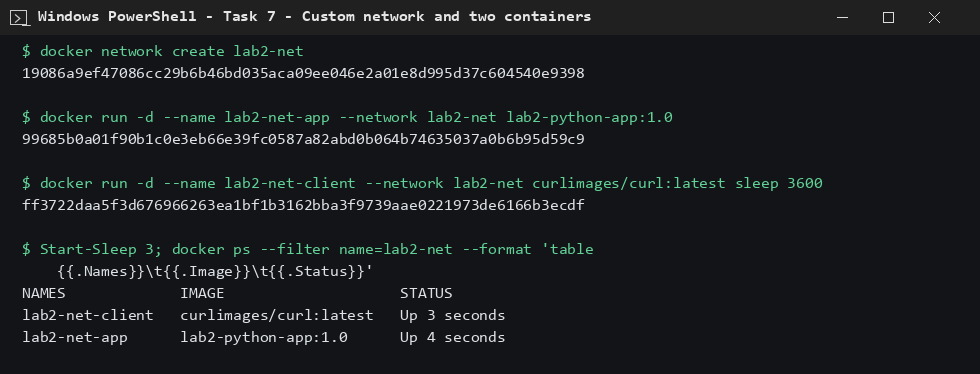 Windows PowerShell - Task 7 - Custom network and two containers
$ docker network create lab2-net
19086a9ef47086cc29b6b46bd035aca09ee046e2a01e8d995d37c604540e9398
$ docker run -d --name lab2-net-app --network lab2-net lab2-python-app:1.0
99685b0a01f90b1c0e3eb66e39fc0587a82abd0b064b74635037a0b6b95d59c9
$ docker run -d --name lab2-net-client --network lab2-net curlimages/curl:latest sleep 3600
ff3722daa5f3d676966263ea1bf1b3162bba3f9739aae0221973de6166b3ecdf
$ Start-Sleep 3; docker ps --filter name=lab2-net --format 'table
{{.Names}}\t{{.Image}}\t{{.Status}}'
NAMES IMAGE STATUS
lab2-net-client curlimages/curl:latest Up 3 seconds
lab2-net-app lab2-python-app:1.0 Up 4 seconds